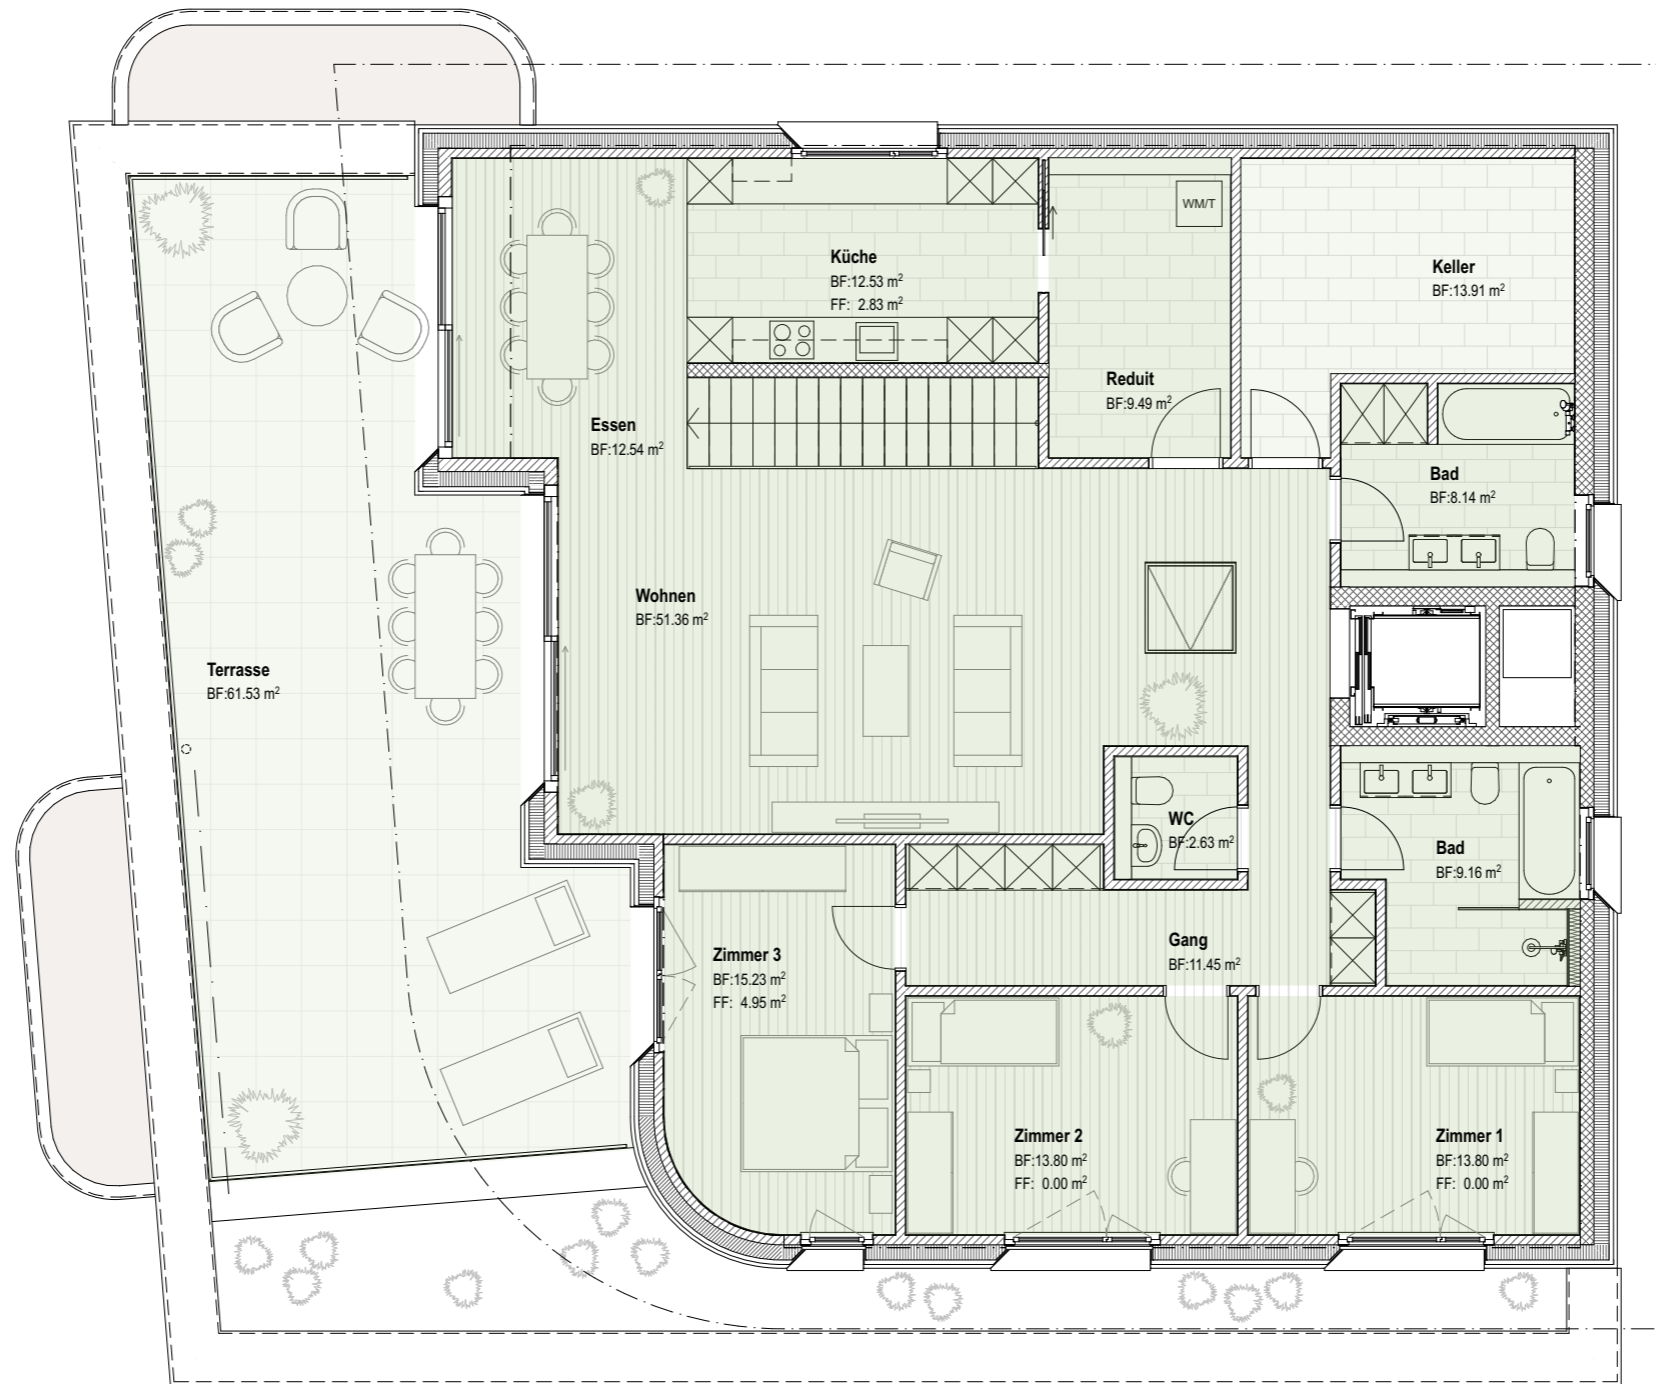 WM/T
Küche
BF:12.53 m²
FF: 2.83 m²
Keller
BF:13.91 m²
Reduit
BF:9.49 m²
Essen
BF:12.54 m²
Bad
BF:8.14 m²
Wohnen
BF:51.36 m²
Terrasse
BF:61.53 m²
WC
BF:2.63 m²
Bad
BF:9.16 m²
Gang
BF:11.45 m²
Zimmer 3
BF:15.23 m²
FF: 4.95 m²
Zimmer 2
BF:13.80 m²
FF: 0.00 m²
Zimmer 1
BF:13.80 m²
FF: 0.00 m²